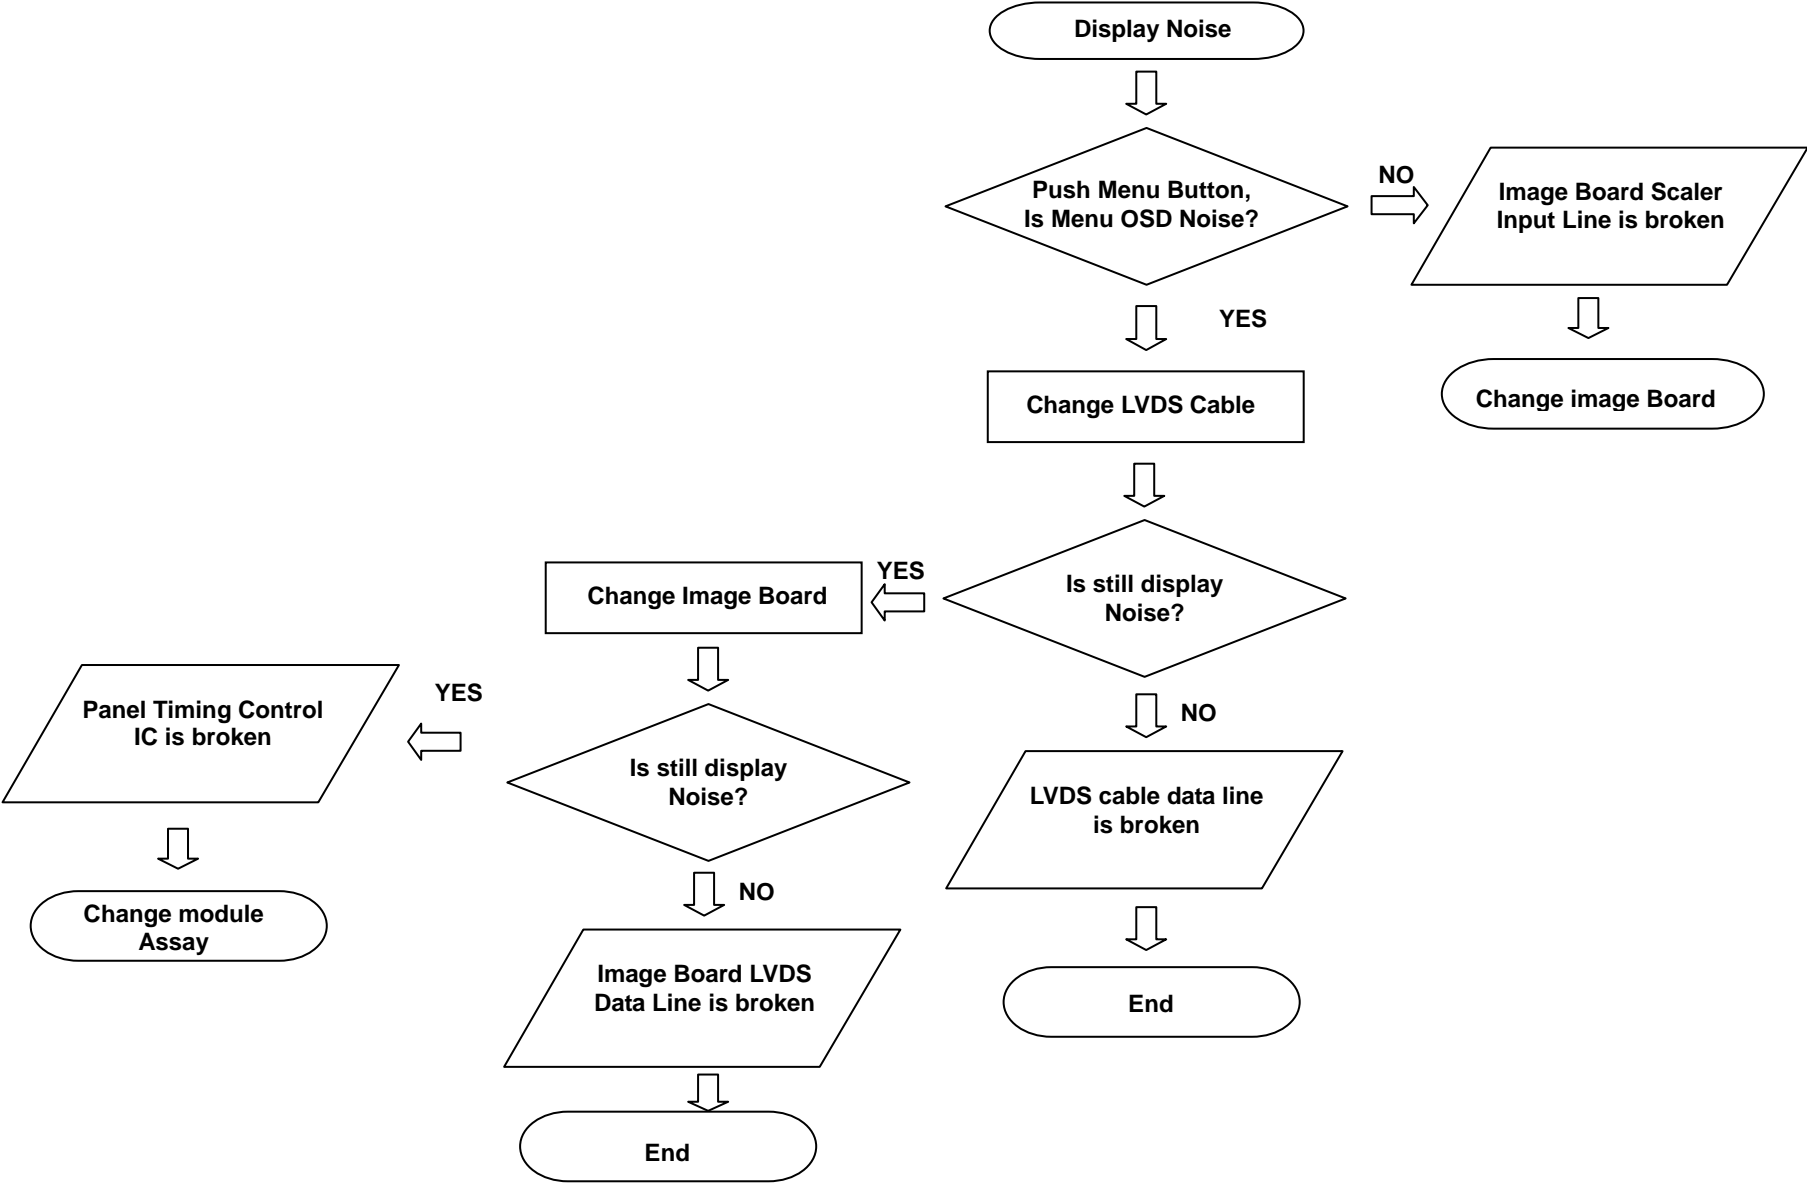 Display Noise
Push Menu Button,
Is Menu OSD Noise?
NO
Image Board Scaler
Input Line is broken
YES
Change image Board
Change LVDS Cable
Is still display
Noise?
YES
Change Image Board
NO
LVDS cable data line
is broken
End
Is still display
Noise?
YES
Panel Timing Control
IC is broken
Change module
Assay
NO
Image Board LVDS
Data Line is broken
End